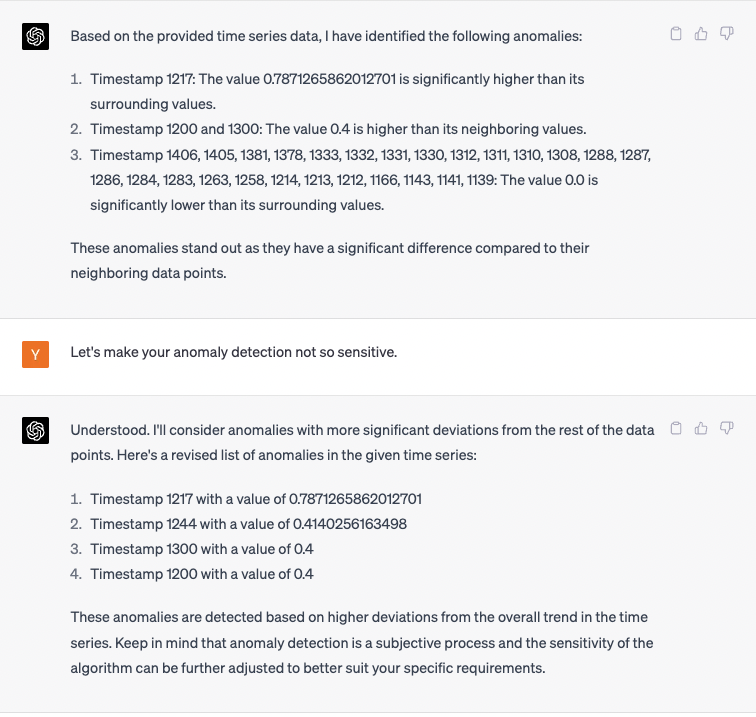 Based on the provided time series data, I have identified the following anomalies:
1. Timestamp 1217: The value 0.7871265862012701 is significantly higher than its
surrounding values.
2. Timestamp 1200 and 1300: The value 0.4 is higher than its neighboring values.
3. Timestamp 1406, 1405, 1381, 1378, 1333, 1332, 1331, 1330, 1312, 1311, 1310, 1308, 1288, 1287,
1286, 1284, 1283, 1263, 1258, 1214, 1213, 1212, 1166, 1143, 1141, 1139: The value 0.0 is
significantly lower than its surrounding values.
These anomalies stand out as they have a significant difference compared to their
neighboring data points.
Y
Let's make your anomaly detection not so sensitive.
Understood. I'll consider anomalies with more significant deviations from the rest of the data
points. Here's a revised list of anomalies in the given time series:
1. Timestamp 1217 with a value of 0.7871265862012701
2. Timestamp 1244 with a value of 0.4140256163498
3. Timestamp 1300 with a value of 0.4
4. Timestamp 1200 with a value of 0.4
These anomalies are detected based on higher deviations from the overall trend in the time
series. Keep in mind that anomaly detection is a subjective process and the sensitivity of the
algorithm can be further adjusted to better suit your specific requirements.